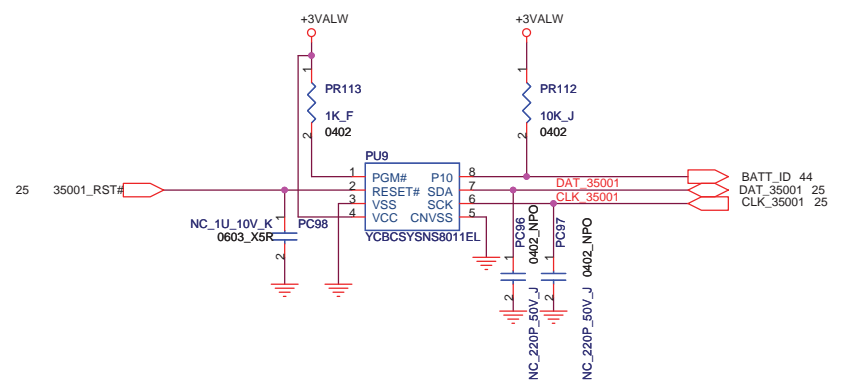 +3VALW +3VALW
1 1
PR113 PR112
1K_F 10K_J
0402 0402
2 2
PU9
1 PGM# P10 8 BATT_ID 44
25 35001_RST# 2 RESET# SDA 7 DAT_35001 DAT_35001 25
3 VSS SCK 6 CLK_35001 CLK_35001 25
4 VCC CNVSS 5
YCBCSYSNS8011EL
NC_1U_10V_K 1 PC98
0603_X5R
2
PC96
0402_NPO
1
2
NC_220P_50V_J
PC97
0402_NPO
1
2
NC_220P_50V_J